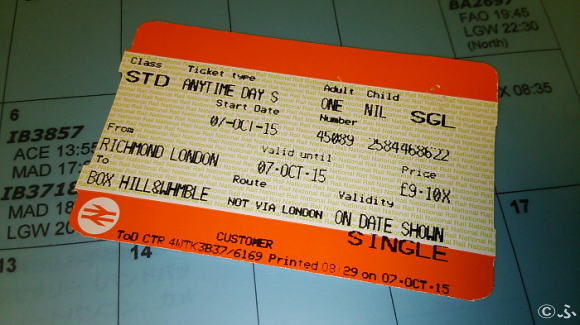 BA2697
FAO 19:45
LGW 22:30
(North)
08:35
6
IB3857
ACE 13:55
MAD 17:
IB3718
MAD 18
LGW 20
13
14
17
Class Ticket type Adult Child
STD ANYTIME DAY S ONE NIL SGL
Start Date Number
0/-OCT-15 45089 2584468622
From Valid until Price
RICHMOND LONDON 07-OCT-15 £9-10X
To Route Validity
BOX HILL&WHMBLE NOT VIA LONDON ON DATE SHOWN
CUSTOMER SINGLE
ToD CTR 4WTK3B37/6169 Printed 08:29 on 07-OCT-15
©ふ